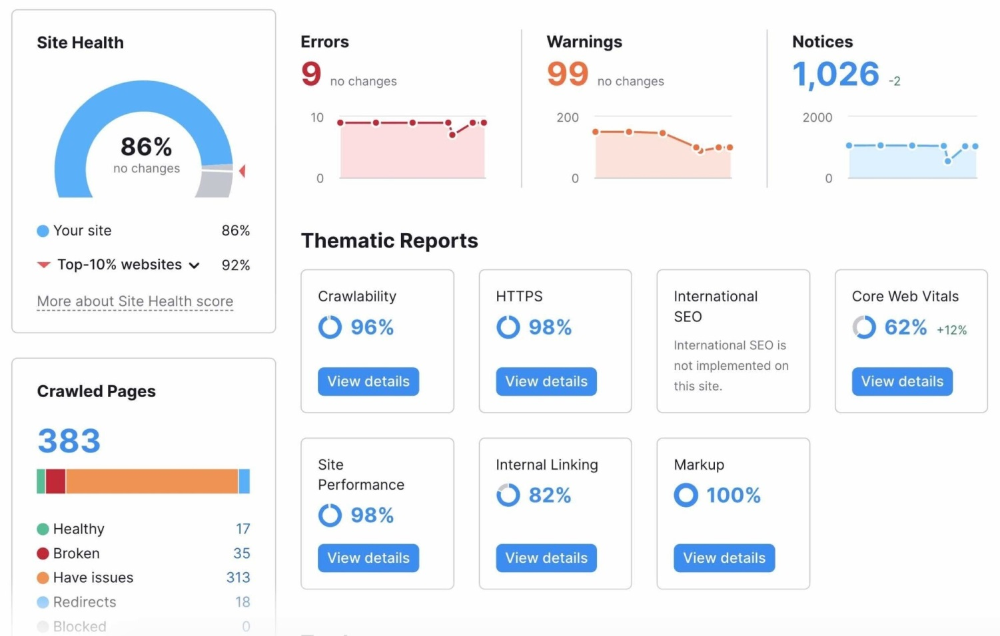 Site Health
86%
no changes
Your site 86%
Top-10% websites 92%
More about Site Health score
Errors
9 no changes
10
0
Warnings
99 no changes
200
0
Notices
1,026 -2
2000
0
Thematic Reports
Crawlability
96%
View details
HTTPS
98%
View details
International
SEO
International SEO is
not implemented on
this site.
Core Web Vitals
62% +12%
View details
Site
Performance
98%
View details
Internal Linking
82%
View details
Markup
100%
View details
Crawled Pages
383
Healthy 17
Broken 35
Have issues 313
Redirects 18
Blocked 0